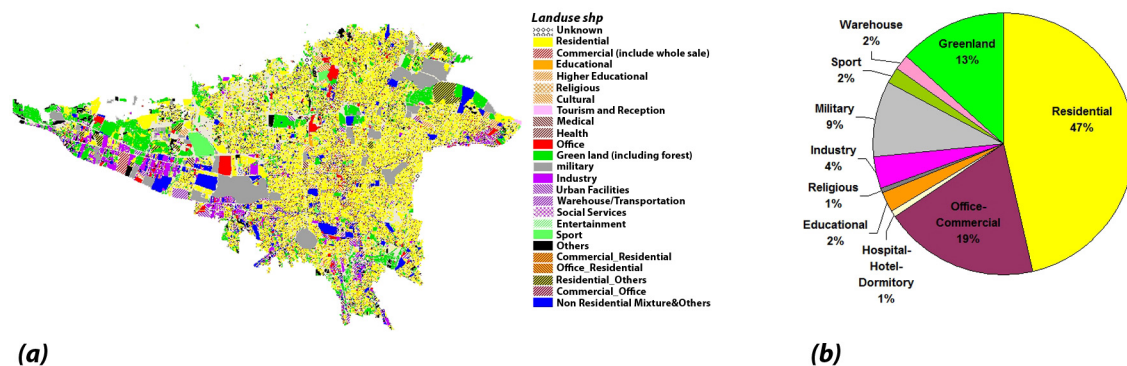 Landuse shp
Unknown
Residential
Commercial (include whole sale)
Educational
Higher Educational
Religious
Cultural
Tourism and Reception
Medical
Health
Office
Green land (including forest)
military
Industry
Urban Facilities
Warehouse/Transportation
Social Services
Entertainment
Sport
Others
Commercial_Residential
Office_Residential
Residential_Others
Commercial_Office
Non Residential Mixture&Others
(a)
Warehouse
2%
Greenland
13%
Sport
2%
Residential
47%
Military
9%
Industry
4%
Religious
1%
Office-
Commercial
19%
Educational
2%
Hospital-
Hotel-
Dormitory
1%
(b)